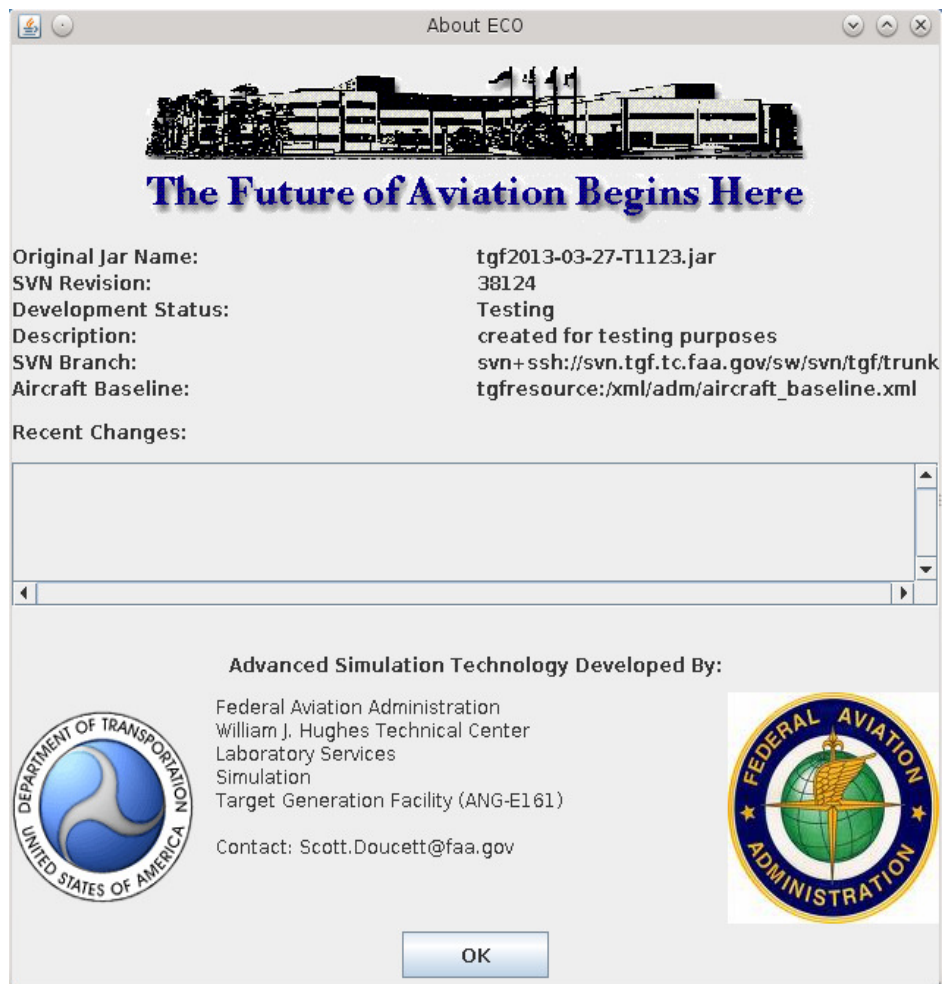 About ECO
The Future of Aviation Begins Here
Original Jar Name: tgf2013-03-27-T1123.jar
SVN Revision: 38124
Development Status: Testing
Description: created for testing purposes
SVN Branch: svn+ssh://svn.tgf.tc.faa.gov/sw/svn/tgf/trunk
Aircraft Baseline: tgfresource:/xml/adm/aircraft_baseline.xml
Recent Changes:
Advanced Simulation Technology Developed By:
Federal Aviation Administration
William J. Hughes Technical Center
Laboratory Services
Simulation
Target Generation Facility (ANG-E161)
Contact: Scott.Doucett@faa.gov
DEPARTMENT OF TRANSPORTATION
UNITED STATES OF AMERICA
FEDERAL AVIATION
ADMINISTRATION
OK